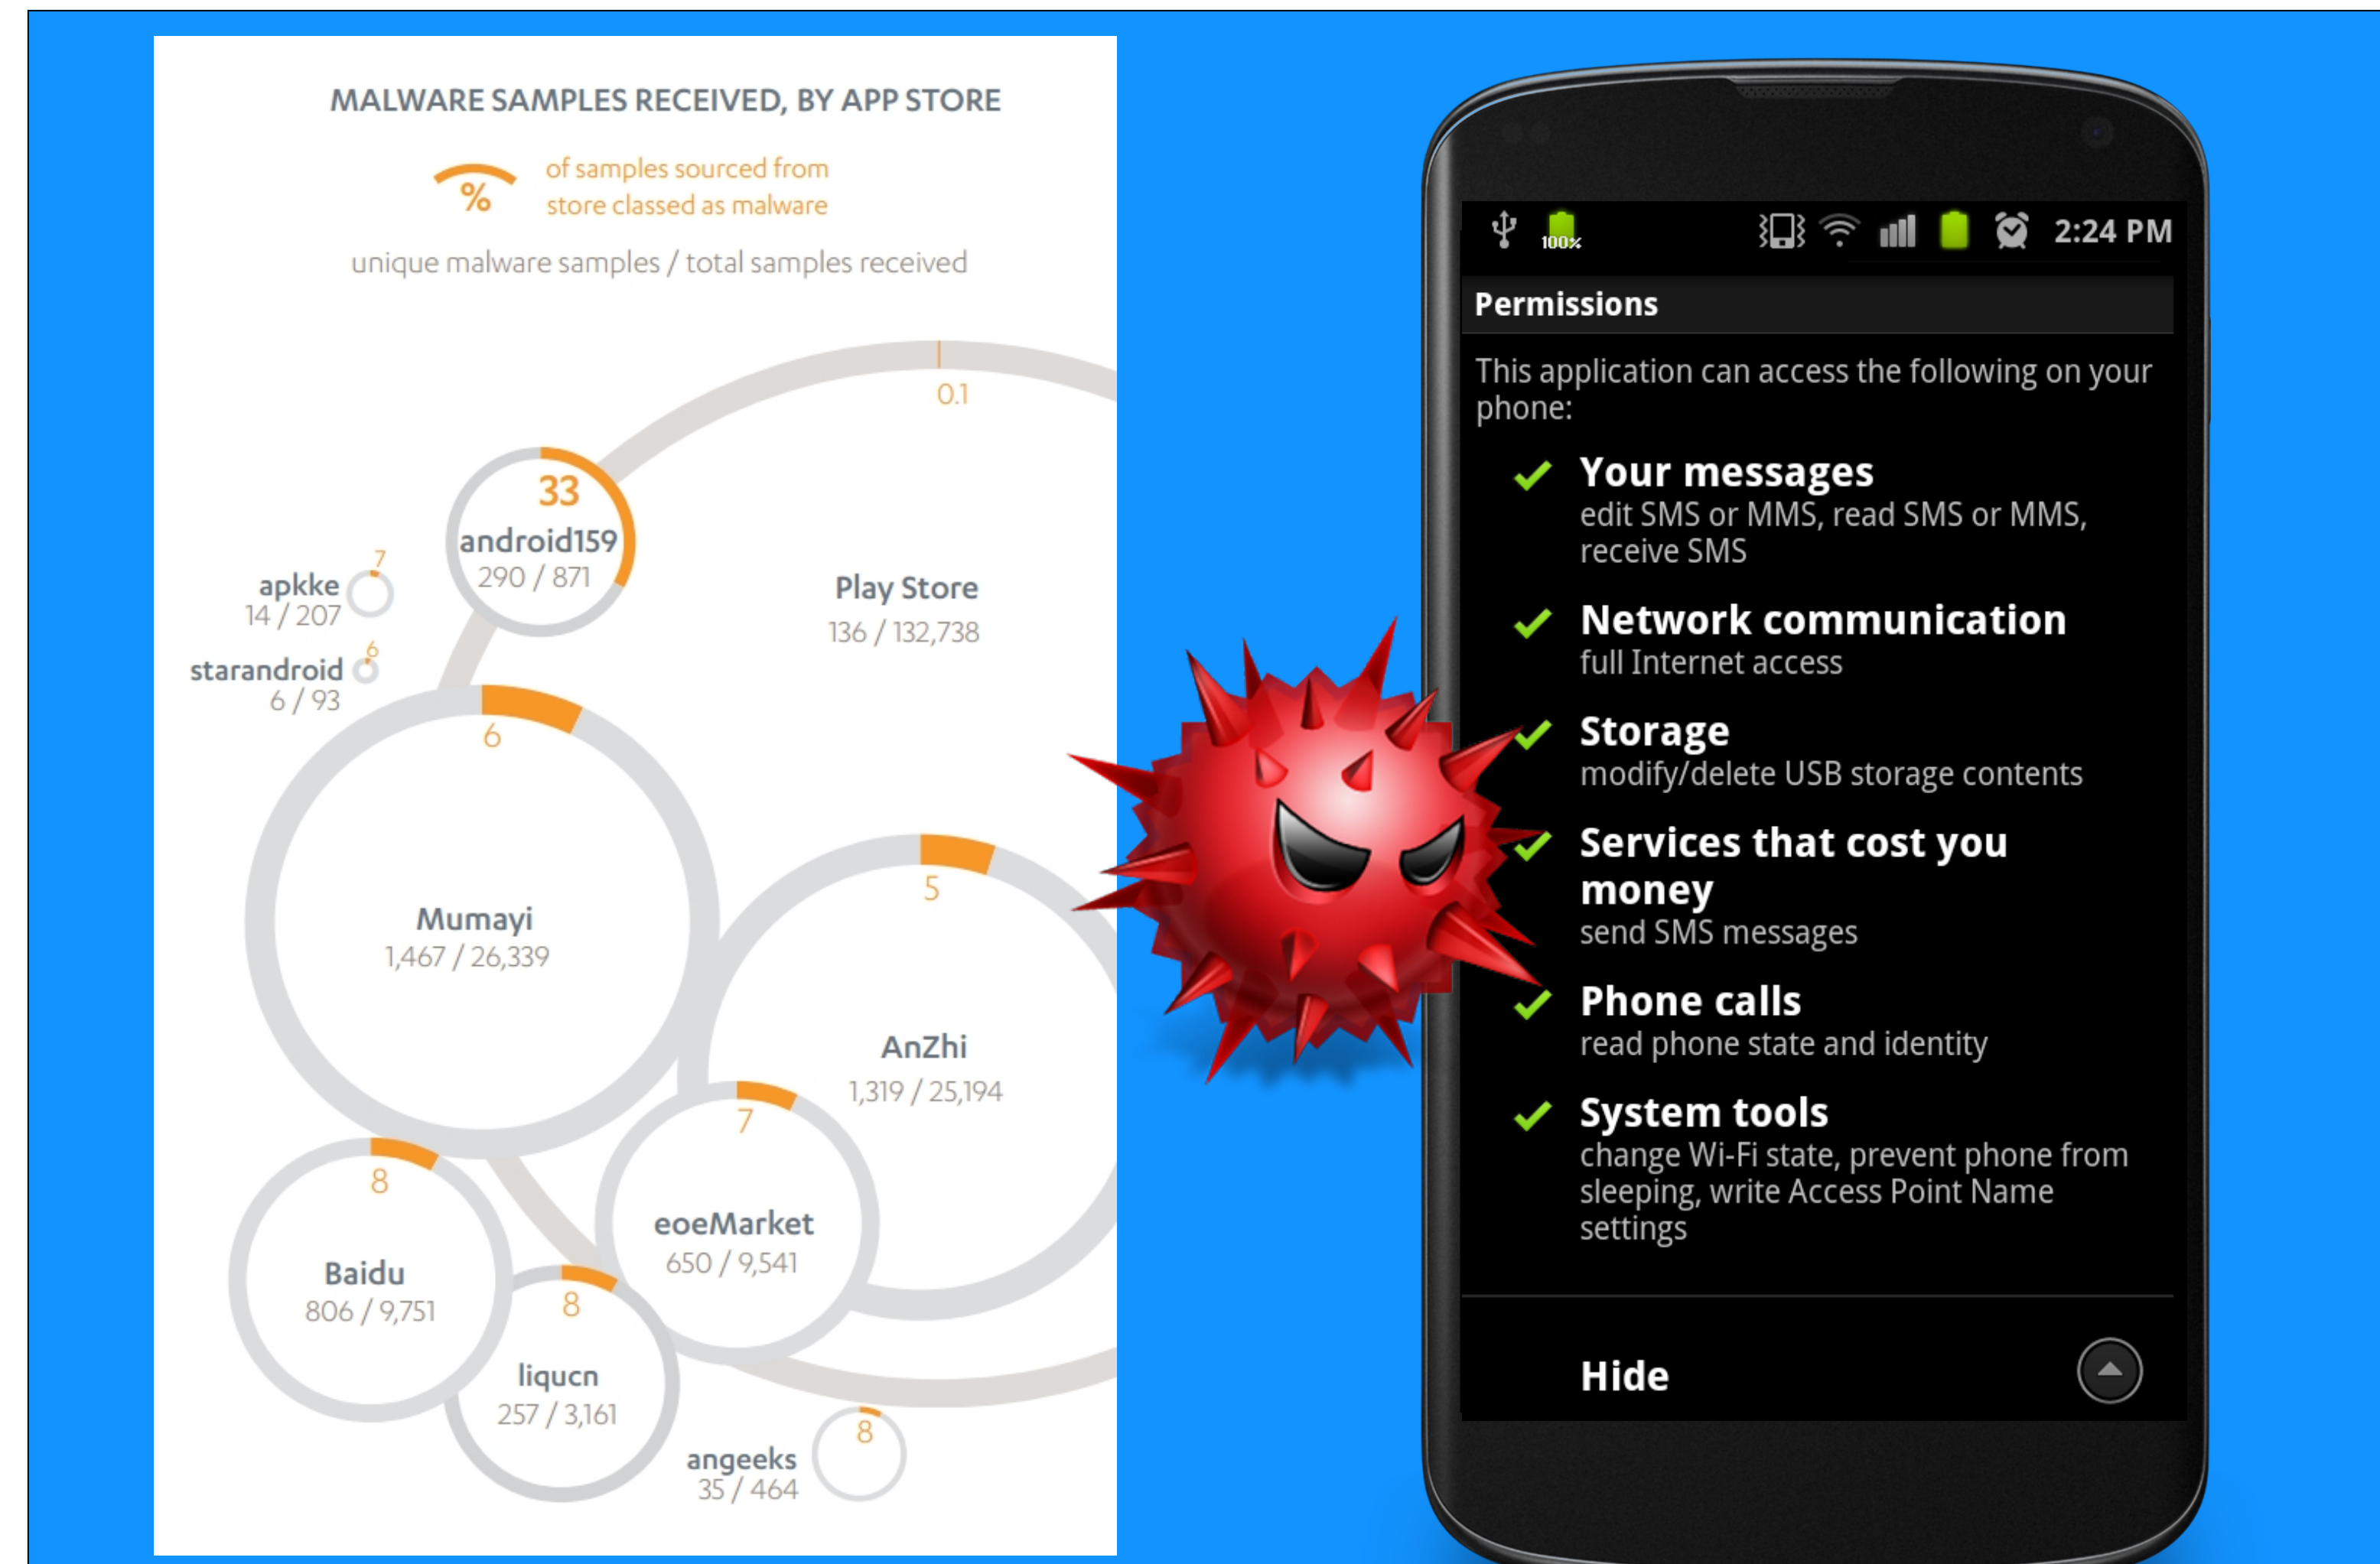 MALWARE SAMPLES RECEIVED, BY APP STORE
%
of samples sourced from
store classed as malware
unique malware samples / total samples received
0.1
33
android159
290 / 871
7
apkke
14 / 207
Play Store
136 / 132,738
6
starandroid
6 / 93
6
Mumayi
1,467 / 26,339
5
AnZhi
1,319 / 25,194
7
eoeMarket
650 / 9,541
8
Baidu
806 / 9,751
8
liqucn
257 / 3,161
8
angeeks
35 / 464
100%
2:24 PM
Permissions
This application can access the following on your
phone:
Your messages
edit SMS or MMS, read SMS or MMS,
receive SMS
Network communication
full Internet access
Storage
modify/delete USB storage contents
Services that cost you
money
send SMS messages
Phone calls
read phone state and identity
System tools
change Wi-Fi state, prevent phone from
sleeping, write Access Point Name
settings
Hide